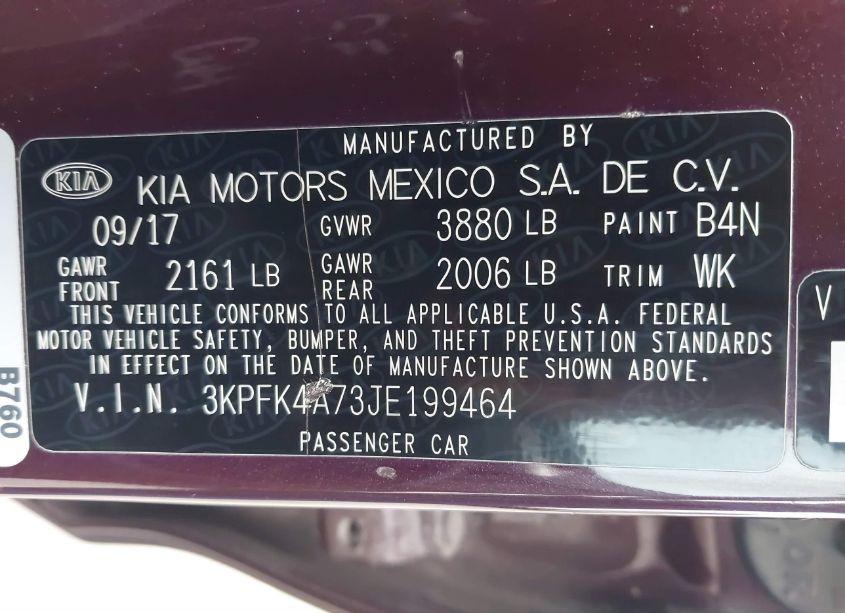 MANUFACTURED BY
KIA KIA MOTORS MEXICO S.A. DE C.V.
09/17 GVWR 3880 LB PAINT B4N
GAWR FRONT 2161 LB GAWR REAR 2006 LB TRIM WK
THIS VEHICLE CONFORMS TO ALL APPLICABLE U.S.A. FEDERAL
MOTOR VEHICLE SAFETY, BUMPER, AND THEFT PREVENTION STANDARDS
IN EFFECT ON THE DATE OF MANUFACTURE SHOWN ABOVE.
V.I.N. 3KPFK4A73JE199464
PASSENGER CAR
B760
V